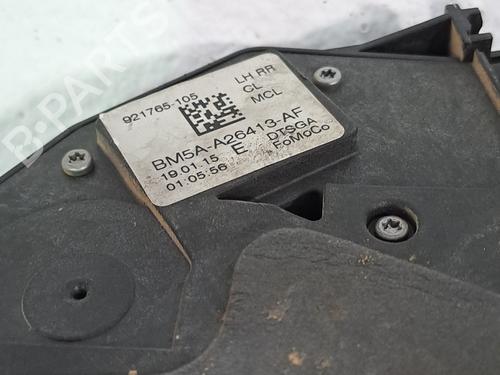 921765-105
LH RR
CL
MCL
BM5A-A26413-AF
19.01.15 E DTSGA
01:05:56 FoMoCo
B-PARTS